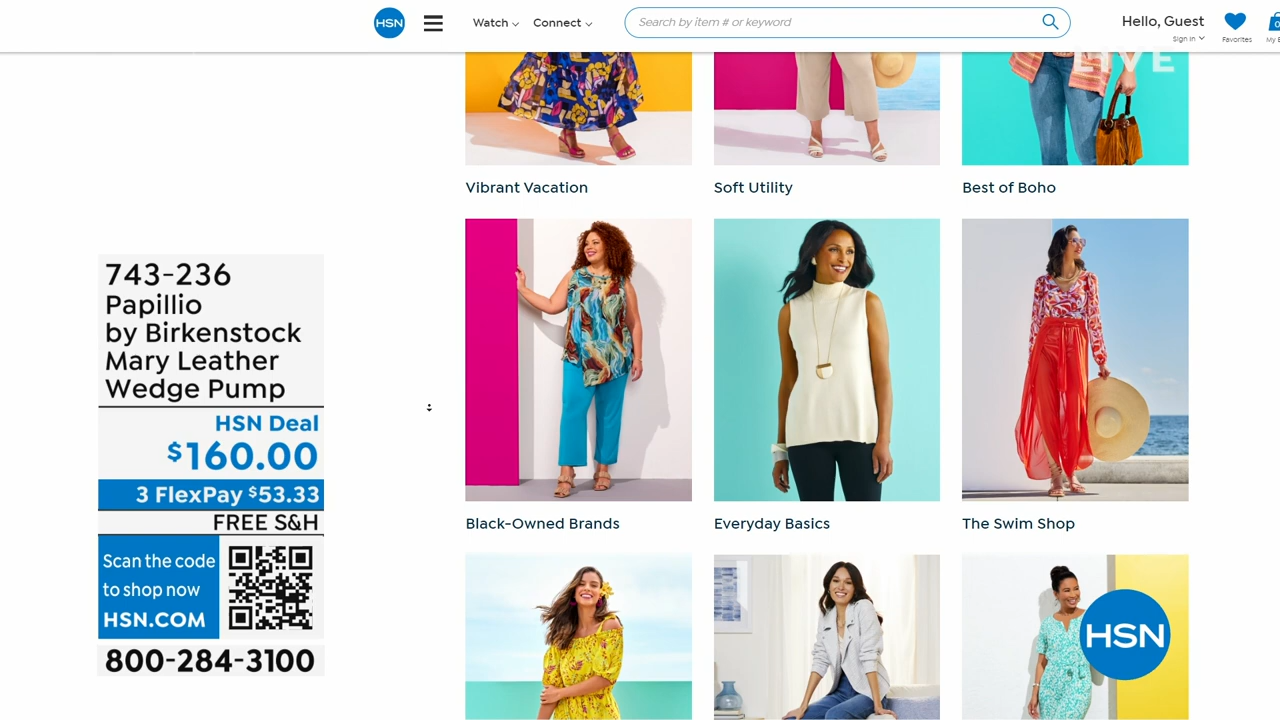 HSN
Watch
Connect
Search by item # or keyword
Hello, Guest
Sign In
Favorites
LIVE
Vibrant Vacation
Soft Utility
Best of Boho
743-236
Papillio
by Birkenstock
Mary Leather
Wedge Pump
HSN Deal
$160.00
3 FlexPay $53.33
FREE S&H
Scan the code
to shop now
HSN.COM
800-284-3100
Black-Owned Brands
Everyday Basics
The Swim Shop
HSN